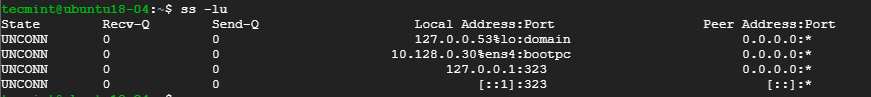 tecmint@ubuntu18-04:~$ ss -lu
State Recv-Q Send-Q Local Address:Port Peer Address:Port
UNCONN 0 0 127.0.0.53%lo:domain 0.0.0.0:*
UNCONN 0 0 10.128.0.30%ens4:bootpc 0.0.0.0:*
UNCONN 0 0 127.0.0.1:323 0.0.0.0:*
UNCONN 0 0 [::1]:323 [::]:*